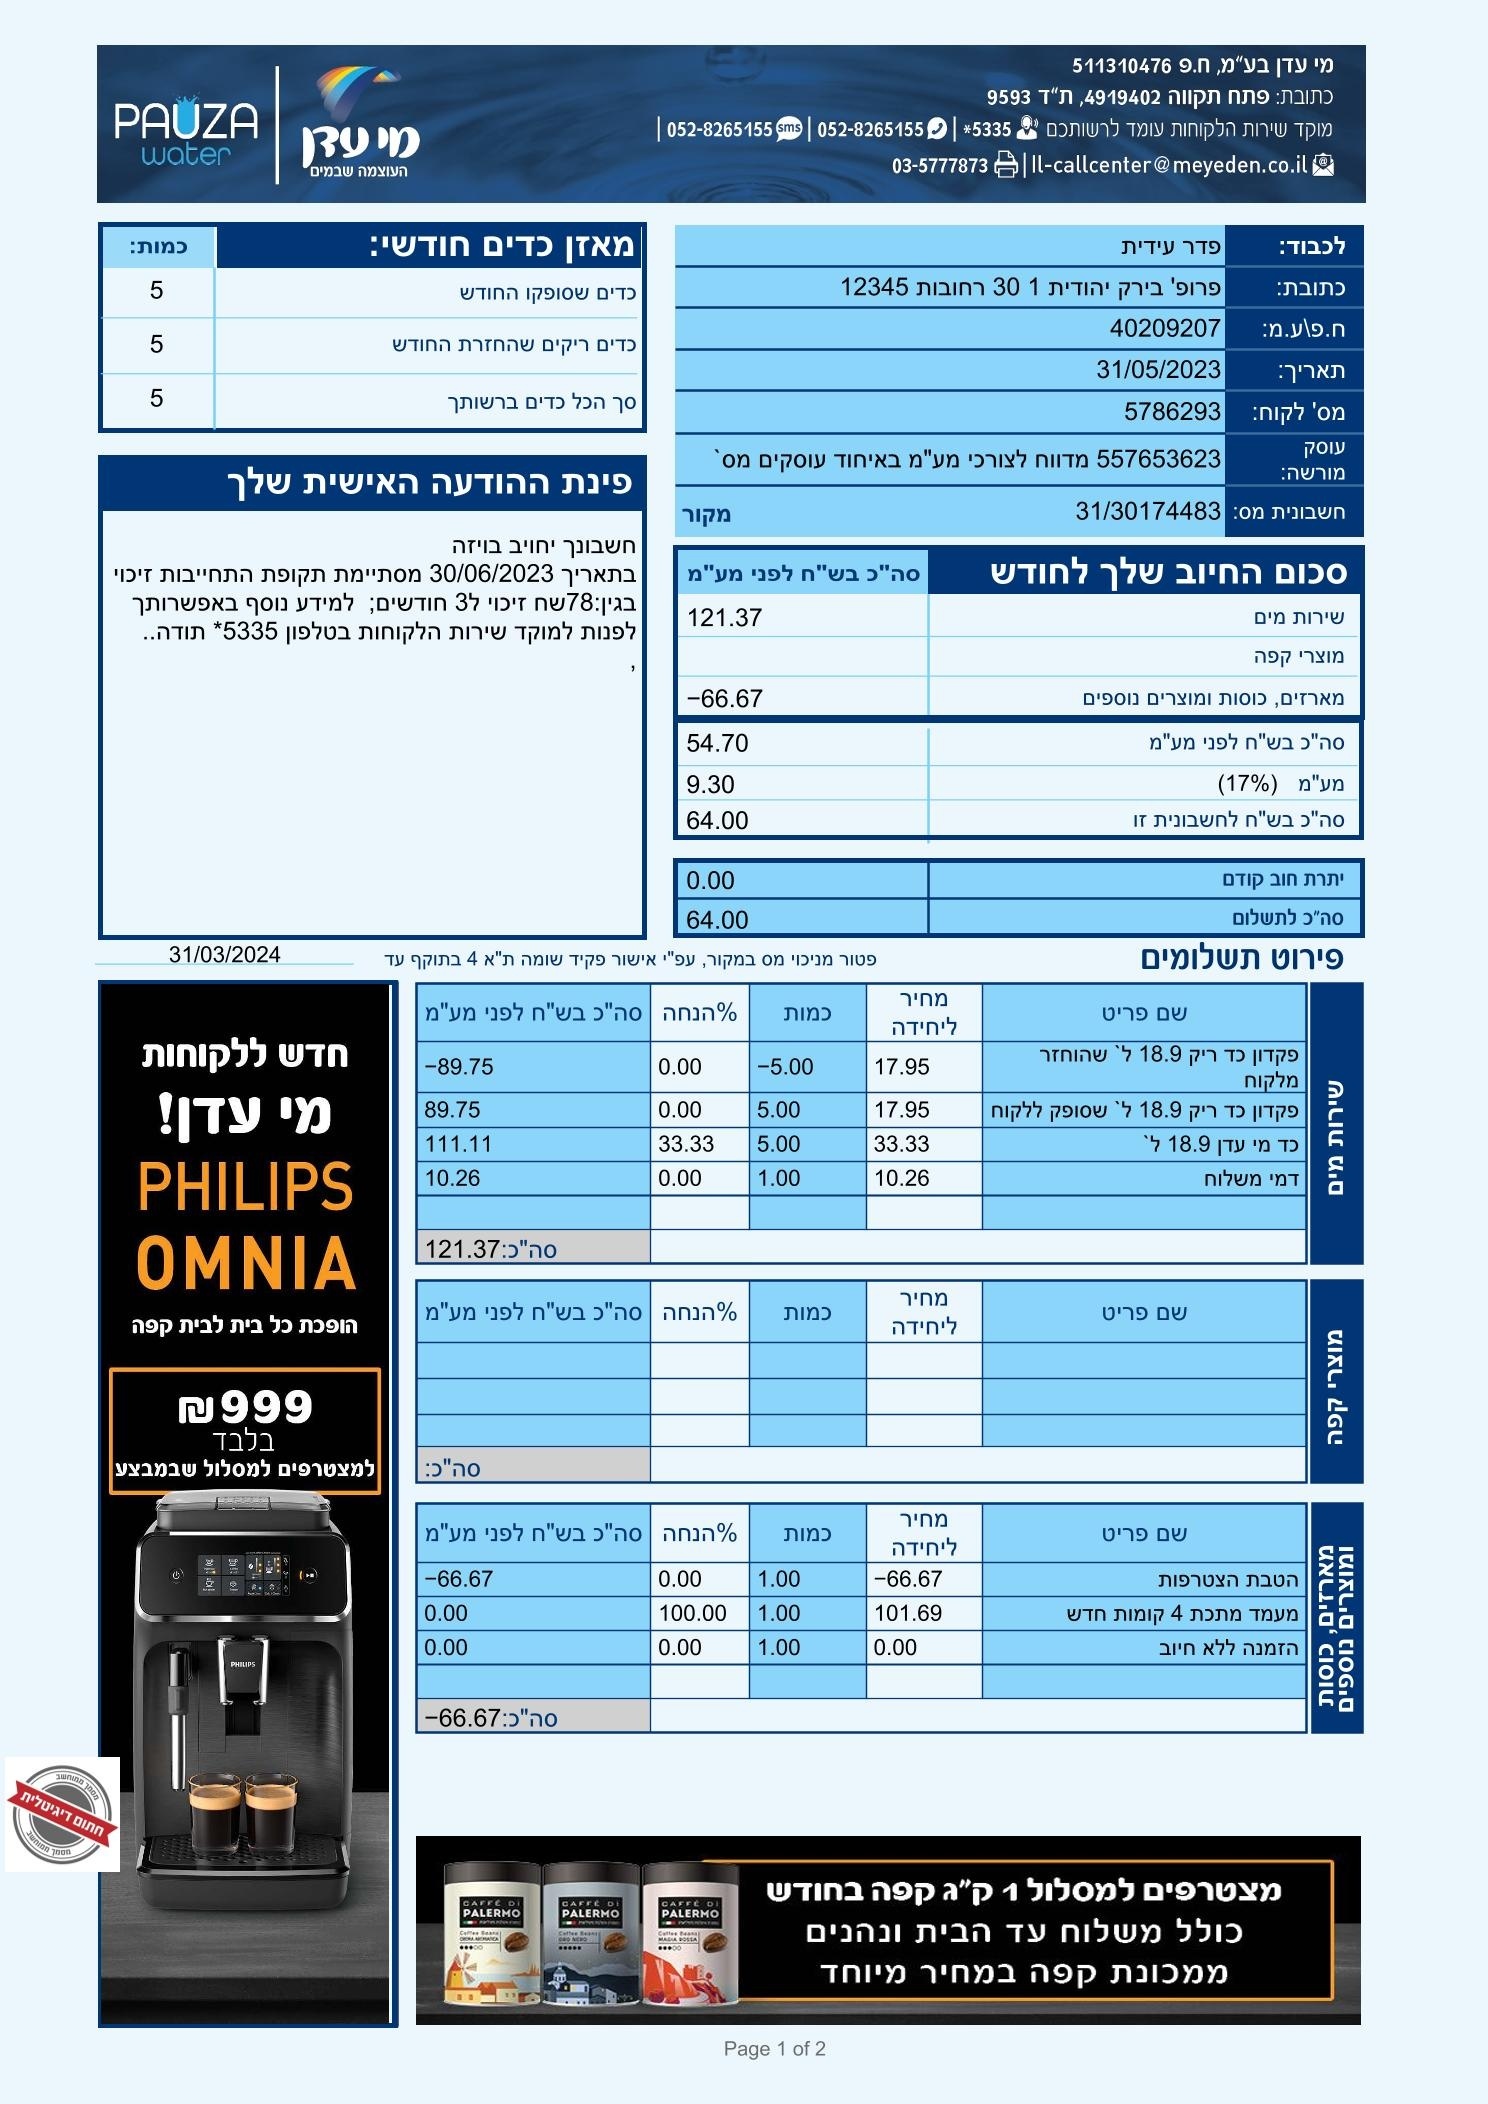 מי עדן בע"מ, ח.פ 511310476
כתובת: פתח תקווה 4919402, ת"ד 9593
מוקד שירות הלקוחות עומד לרשותכם 5335* | 052-8265155 | sms 052-8265155 |
ll-callcenter@meyeden.co.il | 03-5777873
מי עדן
העוצמה שבמים
PAUZA
water
לכבוד: פדר עידית
כתובת: פרופ' בירק יהודית 1 30 רחובות 12345
ח.פ\ע.מ: 40209207
תאריך: 31/05/2023
מס' לקוח: 5786293
עוסק מורשה: 557653623 מדווח לצורכי מע"מ באיחוד עוסקים מס`
חשבונית מס: 31/30174483 מקור
מאזן כדים חודשי: כמות:
כדים שסופקו החודש 5
כדים ריקים שהחזרת החודש 5
סך הכל כדים ברשותך 5
פינת ההודעה האישית שלך
חשבונך יחויב בויזה
בתאריך 30/06/2023 מסתיימת תקופת התחייבות זיכוי
בגין:78שח זיכוי ל3 חודשים; למידע נוסף באפשרותך
לפנות למוקד שירות הלקוחות בטלפון 5335* תודה..
,
סכום החיוב שלך לחודש סה"כ בש"ח לפני מע"מ
שירות מים 121.37
מוצרי קפה
מארזים, כוסות ומוצרים נוספים −66.67
סה"כ בש"ח לפני מע"מ 54.70
מע"מ (17%) 9.30
סה"כ בש"ח לחשבונית זו 64.00
יתרת חוב קודם 0.00
סה"כ לתשלום 64.00
פירוט תשלומים
פטור מניכוי מס במקור, עפ"י אישור פקיד שומה ת"א 4 בתוקף עד 31/03/2024
שירות מים
שם פריט מחיר ליחידה כמות %הנחה סה"כ בש"ח לפני מע"מ
פקדון כד ריק 18.9 ל` שהוחזר מלקוח 17.95 −5.00 0.00 −89.75
פקדון כד ריק 18.9 ל` שסופק ללקוח 17.95 5.00 0.00 89.75
כד מי עדן 18.9 ל` 33.33 5.00 33.33 111.11
דמי משלוח 10.26 1.00 0.00 10.26
סה"כ: 121.37
מוצרי קפה
שם פריט מחיר ליחידה כמות %הנחה סה"כ בש"ח לפני מע"מ
סה"כ:
מארזים, כוסות
ומוצרים נוספים
שם פריט מחיר ליחידה כמות %הנחה סה"כ בש"ח לפני מע"מ
הטבת הצטרפות −66.67 1.00 0.00 −66.67
מעמד מתכת 4 קומות חדש 101.69 1.00 100.00 0.00
הזמנה ללא חיוב 0.00 1.00 0.00 0.00
סה"כ: −66.67
חדש ללקוחות
מי עדן!
PHILIPS
OMNIA
הופכת כל בית לבית קפה
999₪
בלבד
למצטרפים למסלול שבמבצע
PHILIPS
מסמך ממוחשב
חתום דיגיטלית
מסמך ממוחשב
מצטרפים למסלול 1 ק"ג קפה בחודש
כולל משלוח עד הבית ונהנים
ממכונת קפה במחיר מיוחד
CAFFÈ DI
PALERMO
Coffee Beans
CREMA AROMATICA
CAFFÈ DI
PALERMO
Coffee Beans
ORO NERO
CAFFÈ DI
PALERMO
Coffee Beans
MAGIA ROSSA
Page 1 of 2